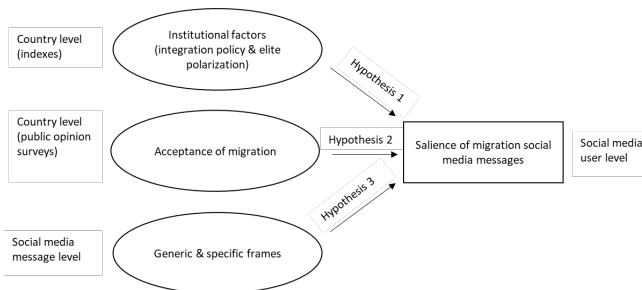 Country level
(indexes)
Institutional factors
(integration policy & elite
polarization)
Hypothesis 1
Country level
(public opinion
surveys)
Acceptance of migration
Hypothesis 2
Salience of migration social
media messages
Social media
user level
Hypothesis 3
Social media
message level
Generic & specific frames